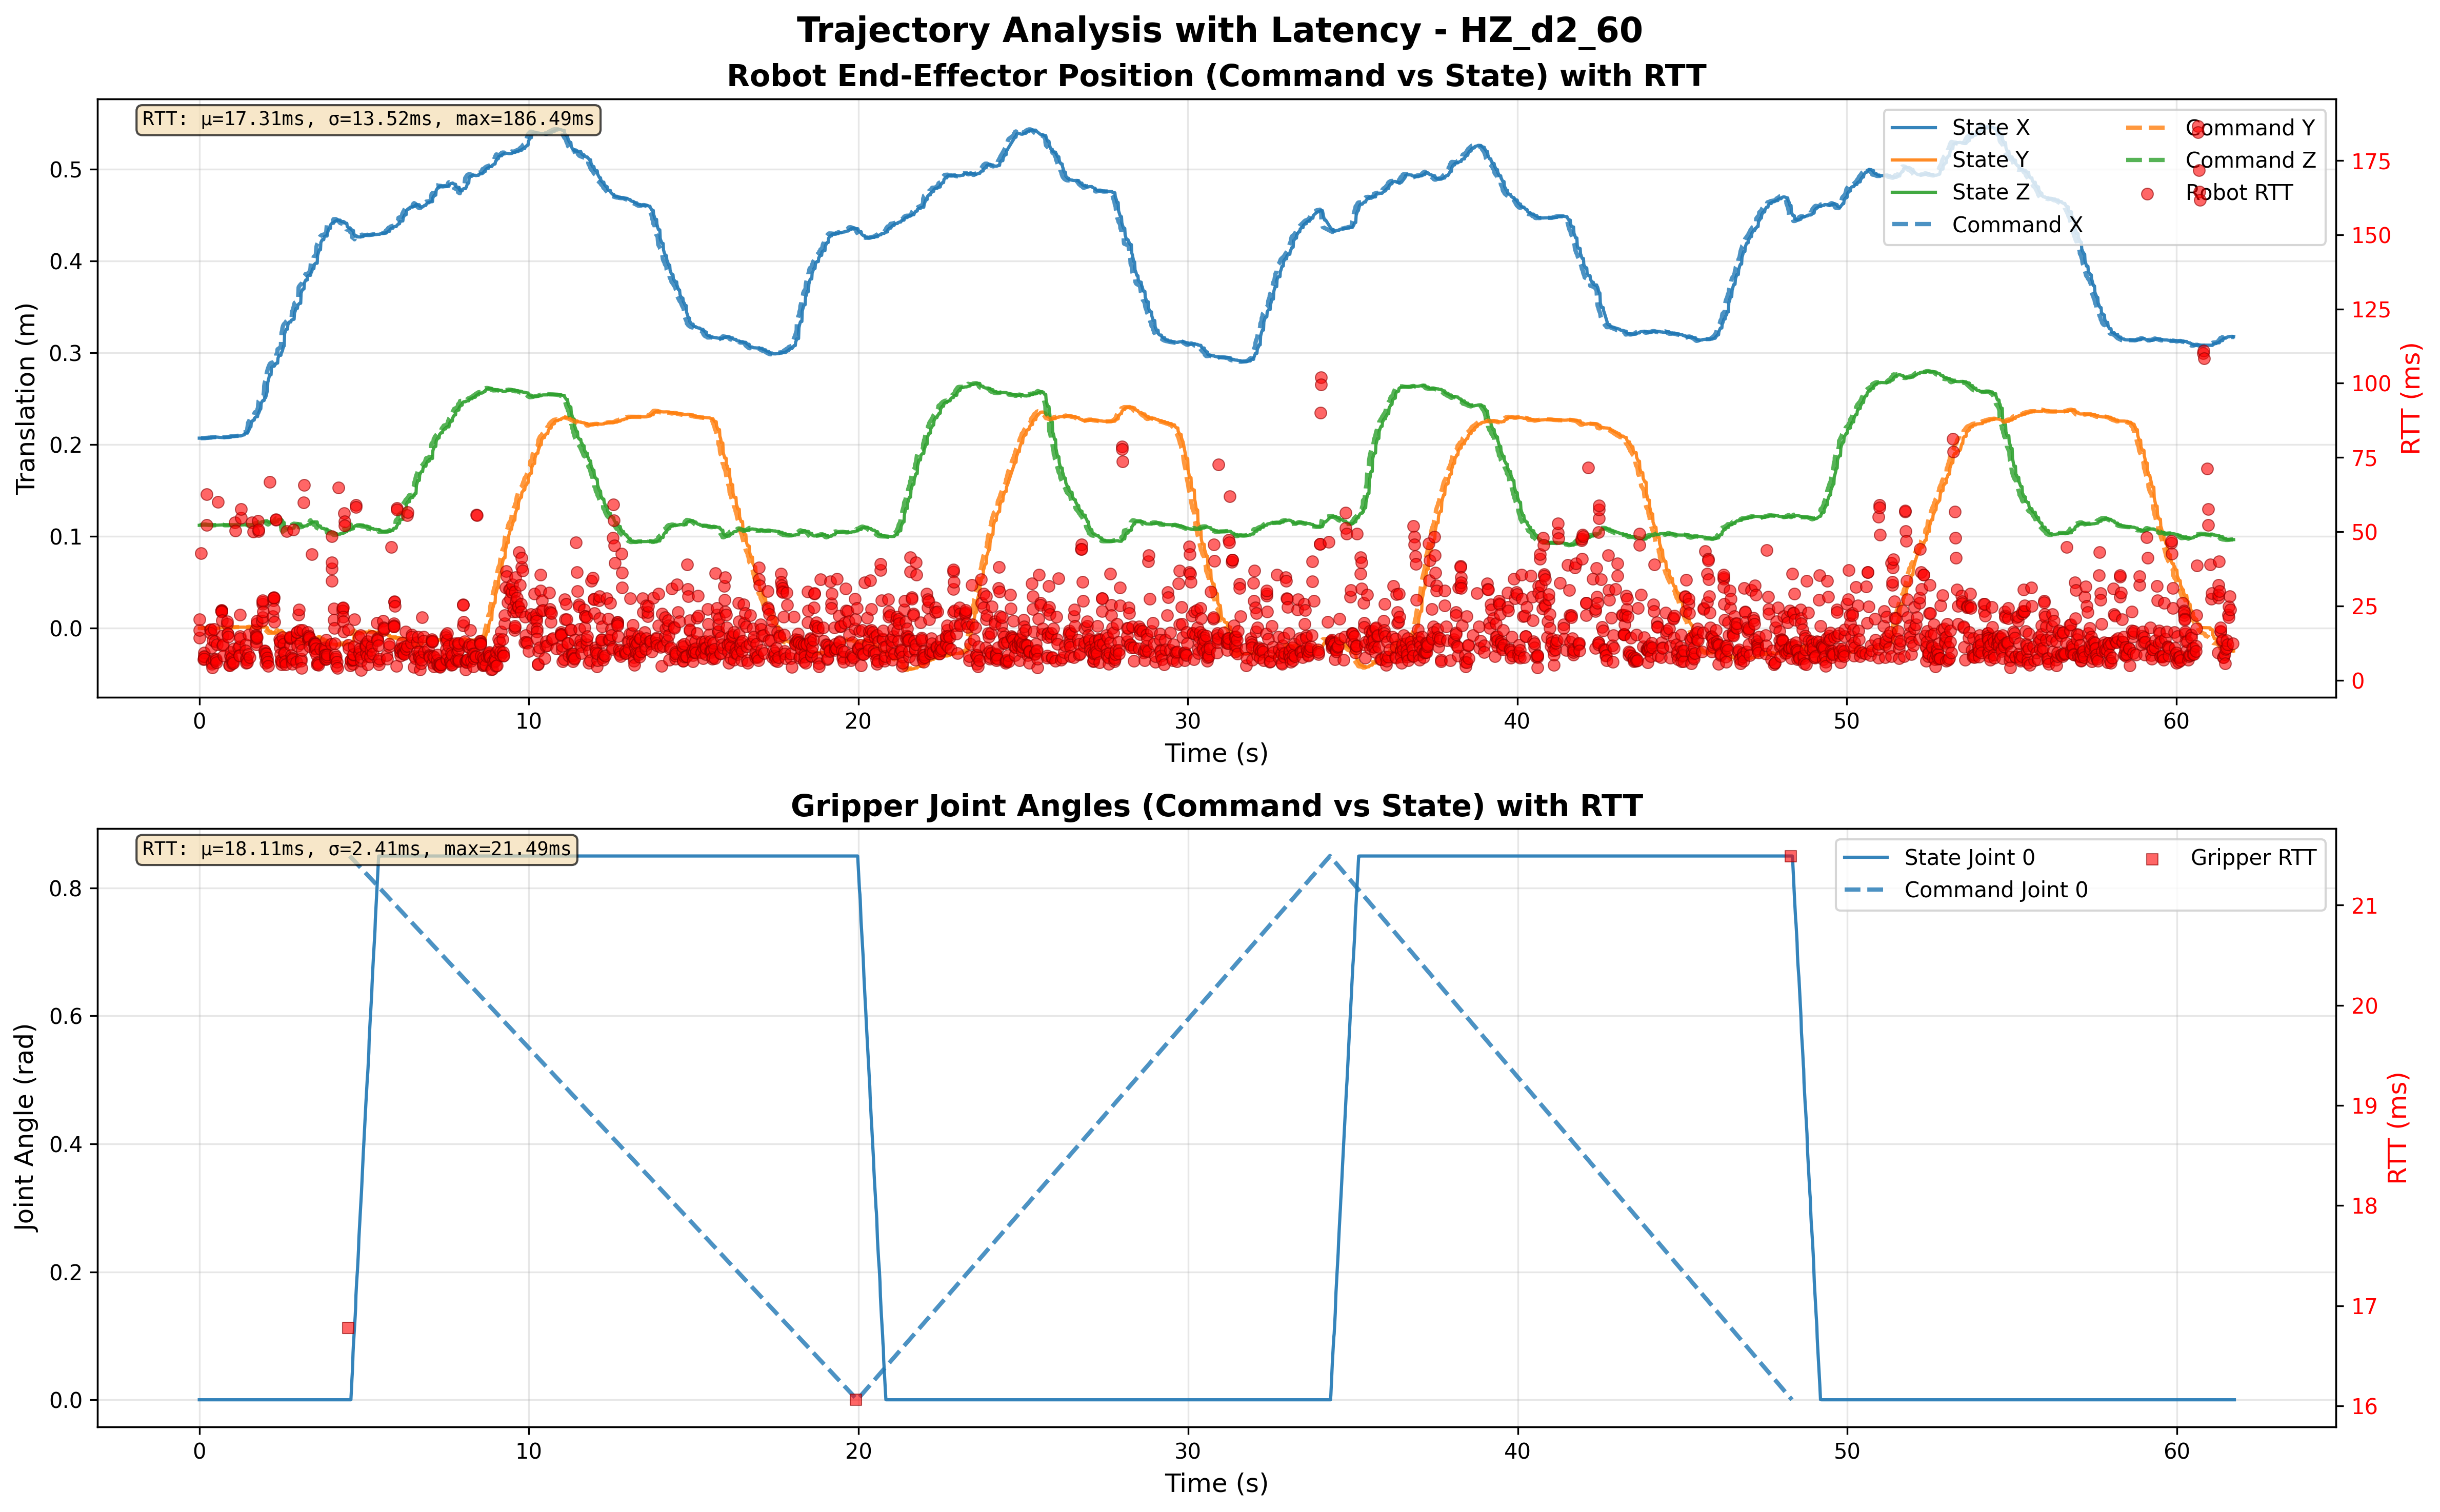 Trajectory Analysis with Latency - HZ_d2_60
Robot End-Effector Position (Command vs State) with RTT
RTT: μ=17.31ms, σ=13.52ms, max=186.49ms
State X
State Y
State Z
Command X
Command Y
Command Z
Robot RTT
Translation (m)
0.5
0.4
0.3
0.2
0.1
0.0
175
150
125
100
75
50
25
0
RTT (ms)
0 10 20 30 40 50 60
Time (s)
Gripper Joint Angles (Command vs State) with RTT
RTT: μ=18.11ms, σ=2.41ms, max=21.49ms
State Joint 0
Command Joint 0
Gripper RTT
Joint Angle (rad)
0.8
0.6
0.4
0.2
0.0
21
20
19
18
17
16
RTT (ms)
0 10 20 30 40 50 60
Time (s)